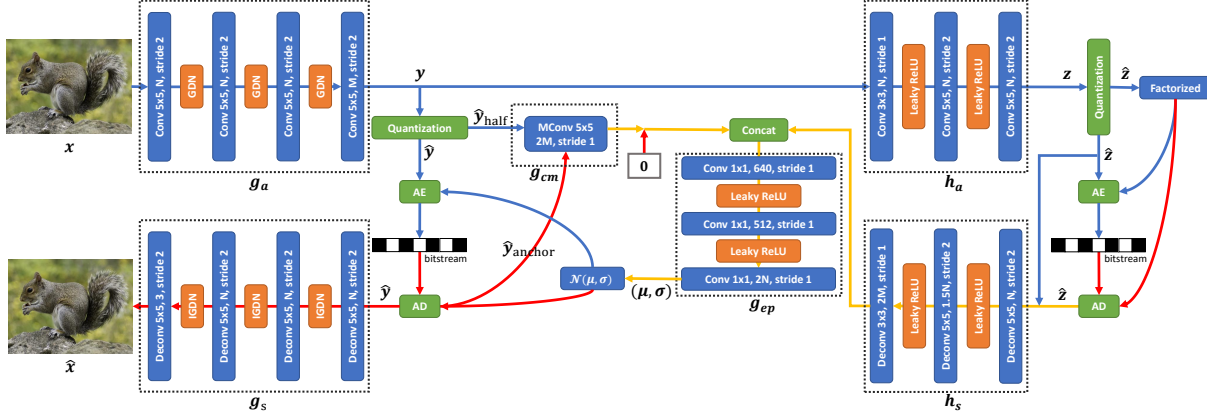 Conv 5x5, N, stride 2
GDN
Conv 5x5, N, stride 2
GDN
Conv 5x5, N, stride 2
GDN
Conv 5x5, M, stride 2
x
g_a
y
Quantization
ŷ_half
ŷ
MConv 5x5
2M, stride 1
g_cm
0
Concat
Conv 1x1, 640, stride 1
Leaky ReLU
Conv 1x1, 512, stride 1
Leaky ReLU
Conv 1x1, 2N, stride 1
g_ep
Conv 3x3, N, stride 1
Leaky ReLU
Conv 5x5, N, stride 2
Leaky ReLU
Conv 5x5, N, stride 2
h_a
z
Quantization
ẑ
Factorized
ẑ
AE
bitstream
AD
ẑ
AE
bitstream
ŷ_anchor
𝒩(μ, σ)
(μ, σ)
AD
ŷ
Deconv 5x5, 3, stride 2
IGDN
Deconv 5x5, N, stride 2
IGDN
Deconv 5x5, N, stride 2
IGDN
Deconv 5x5, N, stride 2
x̂
g_s
Deconv 3x3, 2M, stride 1
Leaky ReLU
Deconv 5x5, 1.5N, stride 2
Leaky ReLU
Deconv 5x5, N, stride 2
h_s